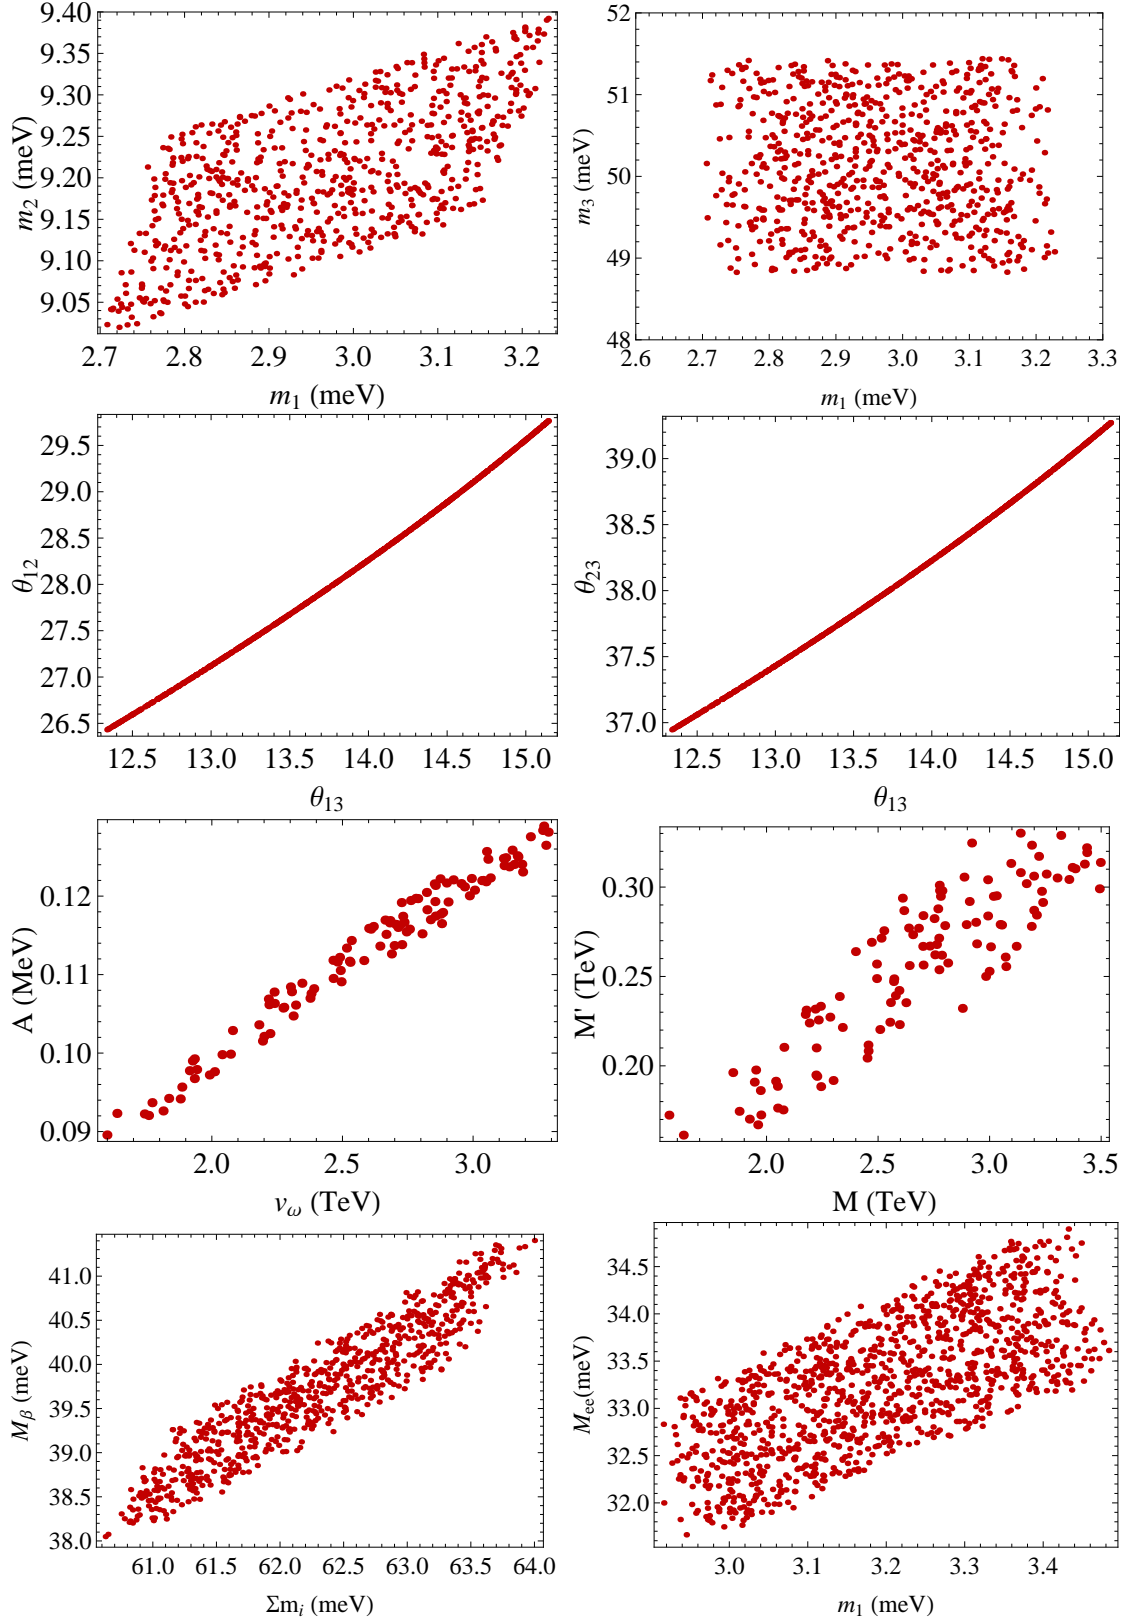 9.40
9.35
9.30
9.25
9.20
9.15
9.10
9.05
m2 (meV)
2.7 2.8 2.9 3.0 3.1 3.2
m1 (meV)
52
51
50
49
48
m3 (meV)
2.6 2.7 2.8 2.9 3.0 3.1 3.2 3.3
m1 (meV)
29.5
29.0
28.5
28.0
27.5
27.0
26.5
θ12
12.5 13.0 13.5 14.0 14.5 15.0
θ13
39.0
38.5
38.0
37.5
37.0
θ23
12.5 13.0 13.5 14.0 14.5 15.0
θ13
0.12
0.11
0.10
0.09
A (MeV)
2.0 2.5 3.0
vω (TeV)
0.30
0.25
0.20
M' (TeV)
2.0 2.5 3.0 3.5
M (TeV)
41.0
40.5
40.0
39.5
39.0
38.5
38.0
Mβ (meV)
61.0 61.5 62.0 62.5 63.0 63.5 64.0
Σmi (meV)
34.5
34.0
33.5
33.0
32.5
32.0
Mee(meV)
3.0 3.1 3.2 3.3 3.4
m1 (meV)